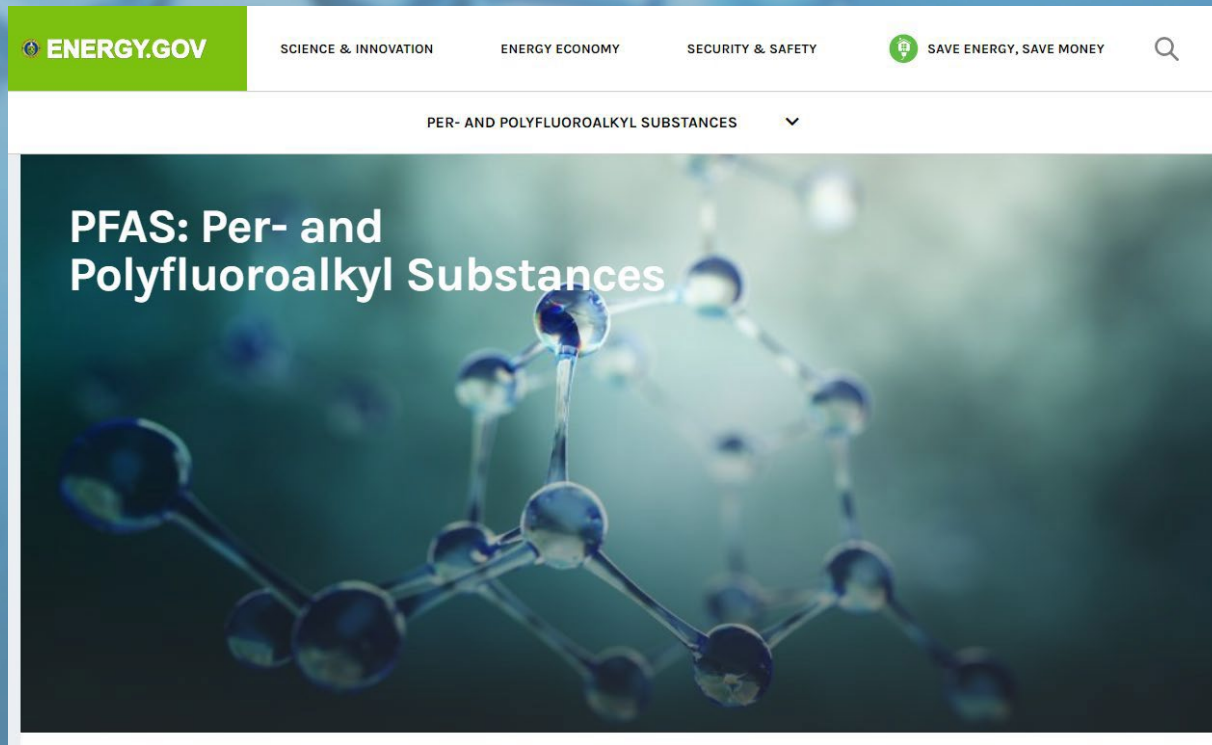 ENERGY.GOV
SCIENCE & INNOVATION
ENERGY ECONOMY
SECURITY & SAFETY
SAVE ENERGY, SAVE MONEY
PER- AND POLYFLUOROALKYL SUBSTANCES
PFAS: Per- and
Polyfluoroalkyl Substances